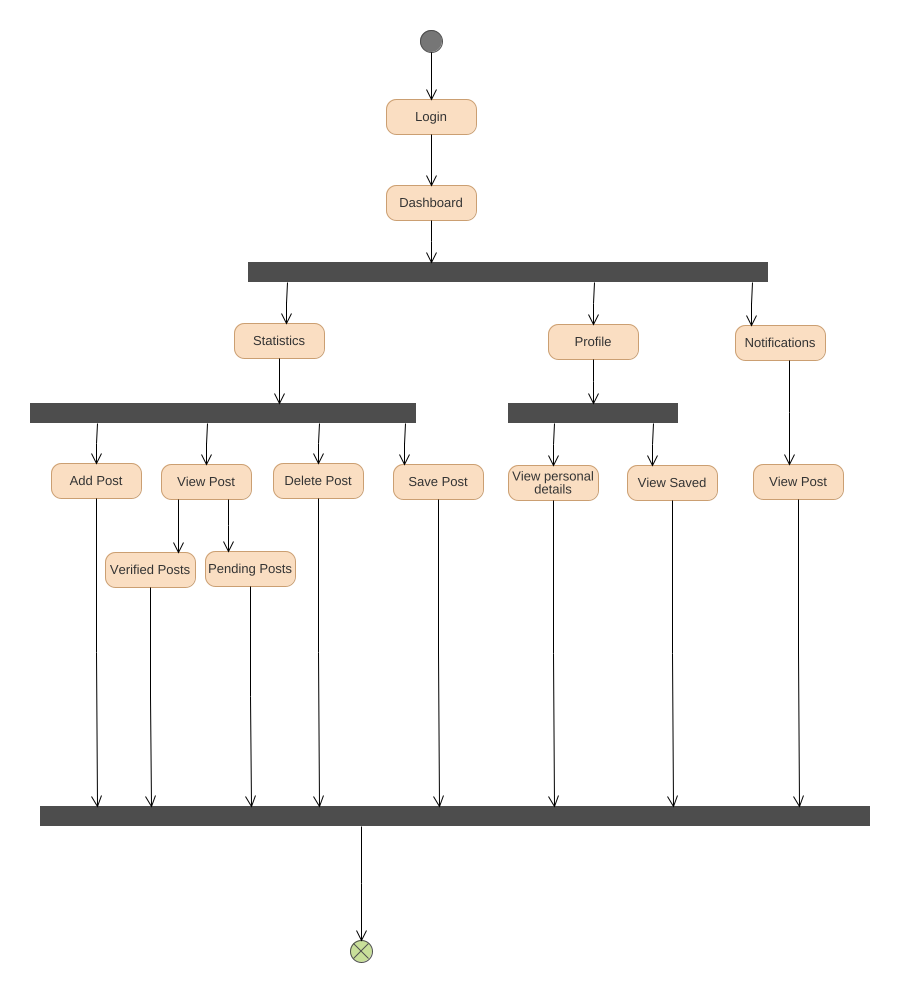 Login
Dashboard
Statistics
Profile
Notifications
Add Post
View Post
Delete Post
Save Post
View personal
details
View Saved
View Post
Verified Posts
Pending Posts